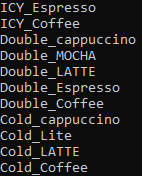 ICY_Espresso
ICY_Coffee
Double_cappuccino
Double_MOCHA
Double_LATTE
Double_Espresso
Double_Coffee
Cold_cappuccino
Cold_Lite
Cold_LATTE
Cold_Coffee